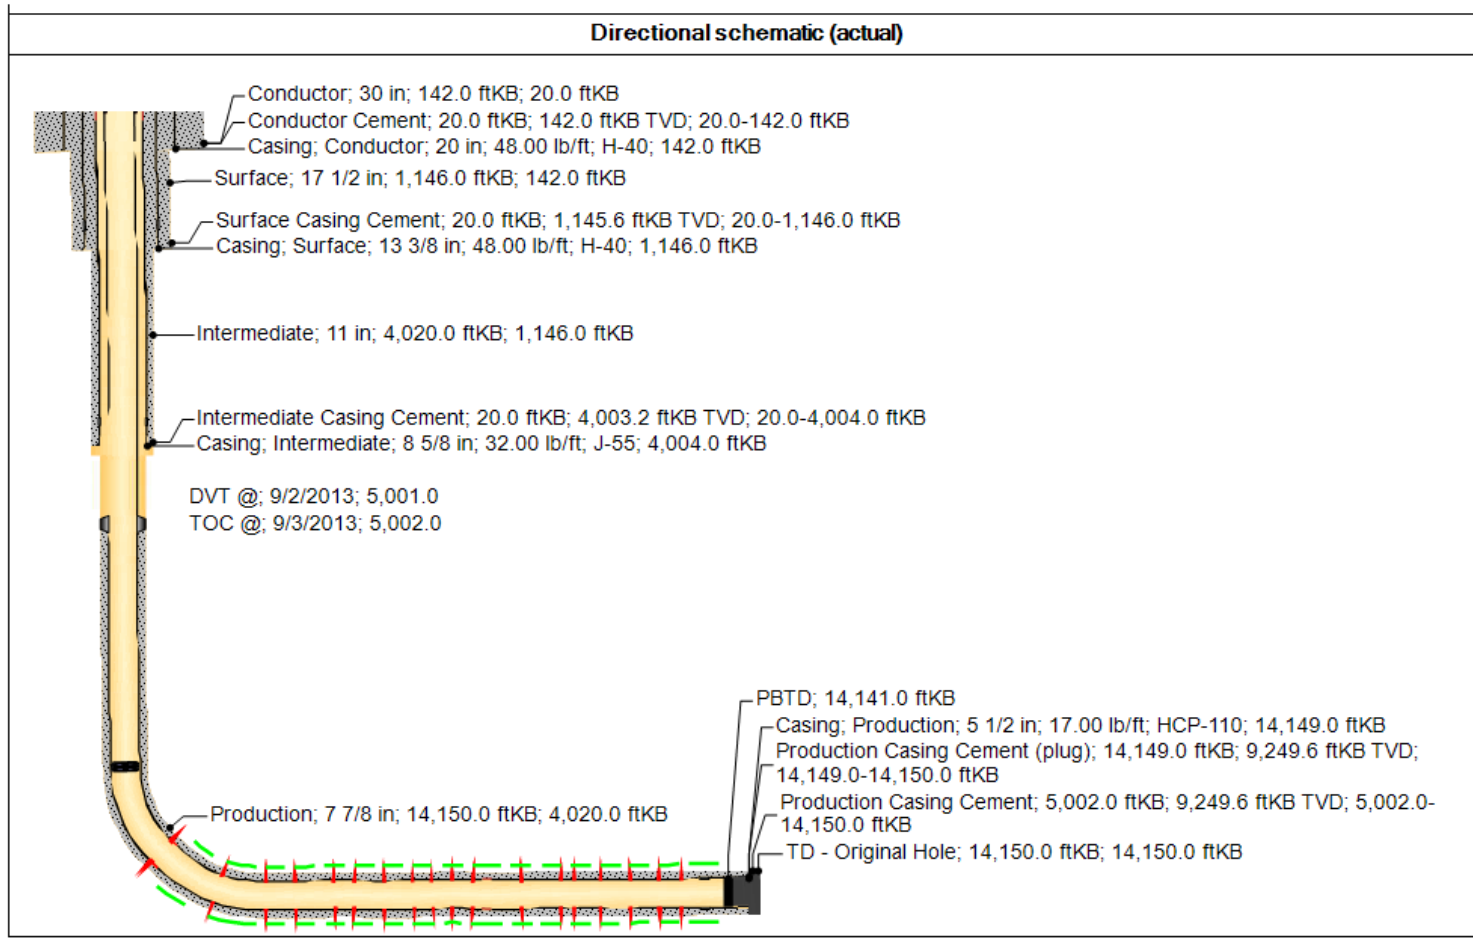 Directional schematic (actual)
Conductor; 30 in; 142.0 ftKB; 20.0 ftKB
Conductor Cement; 20.0 ftKB; 142.0 ftKB TVD; 20.0-142.0 ftKB
Casing; Conductor; 20 in; 48.00 lb/ft; H-40; 142.0 ftKB
Surface; 17 1/2 in; 1,146.0 ftKB; 142.0 ftKB
Surface Casing Cement; 20.0 ftKB; 1,145.6 ftKB TVD; 20.0-1,146.0 ftKB
Casing; Surface; 13 3/8 in; 48.00 lb/ft; H-40; 1,146.0 ftKB
Intermediate; 11 in; 4,020.0 ftKB; 1,146.0 ftKB
Intermediate Casing Cement; 20.0 ftKB; 4,003.2 ftKB TVD; 20.0-4,004.0 ftKB
Casing; Intermediate; 8 5/8 in; 32.00 lb/ft; J-55; 4,004.0 ftKB
DVT @; 9/2/2013; 5,001.0
TOC @; 9/3/2013; 5,002.0
PBTD; 14,141.0 ftKB
Casing; Production; 5 1/2 in; 17.00 lb/ft; HCP-110; 14,149.0 ftKB
Production Casing Cement (plug); 14,149.0 ftKB; 9,249.6 ftKB TVD;
14,149.0-14,150.0 ftKB
Production Casing Cement; 5,002.0 ftKB; 9,249.6 ftKB TVD; 5,002.0-
14,150.0 ftKB
Production; 7 7/8 in; 14,150.0 ftKB; 4,020.0 ftKB
TD - Original Hole; 14,150.0 ftKB; 14,150.0 ftKB